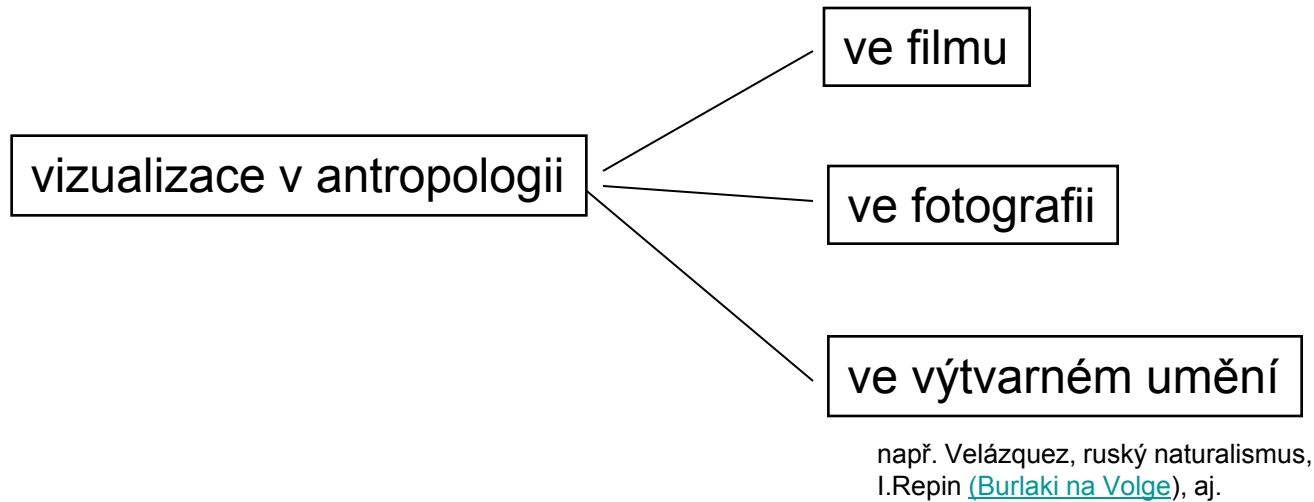 ve filmu
vizualizace v antropologii
ve fotografii
ve výtvarném umění
např. Velázquez, ruský naturalismus,
I.Repin (Burlaki na Volge), aj.